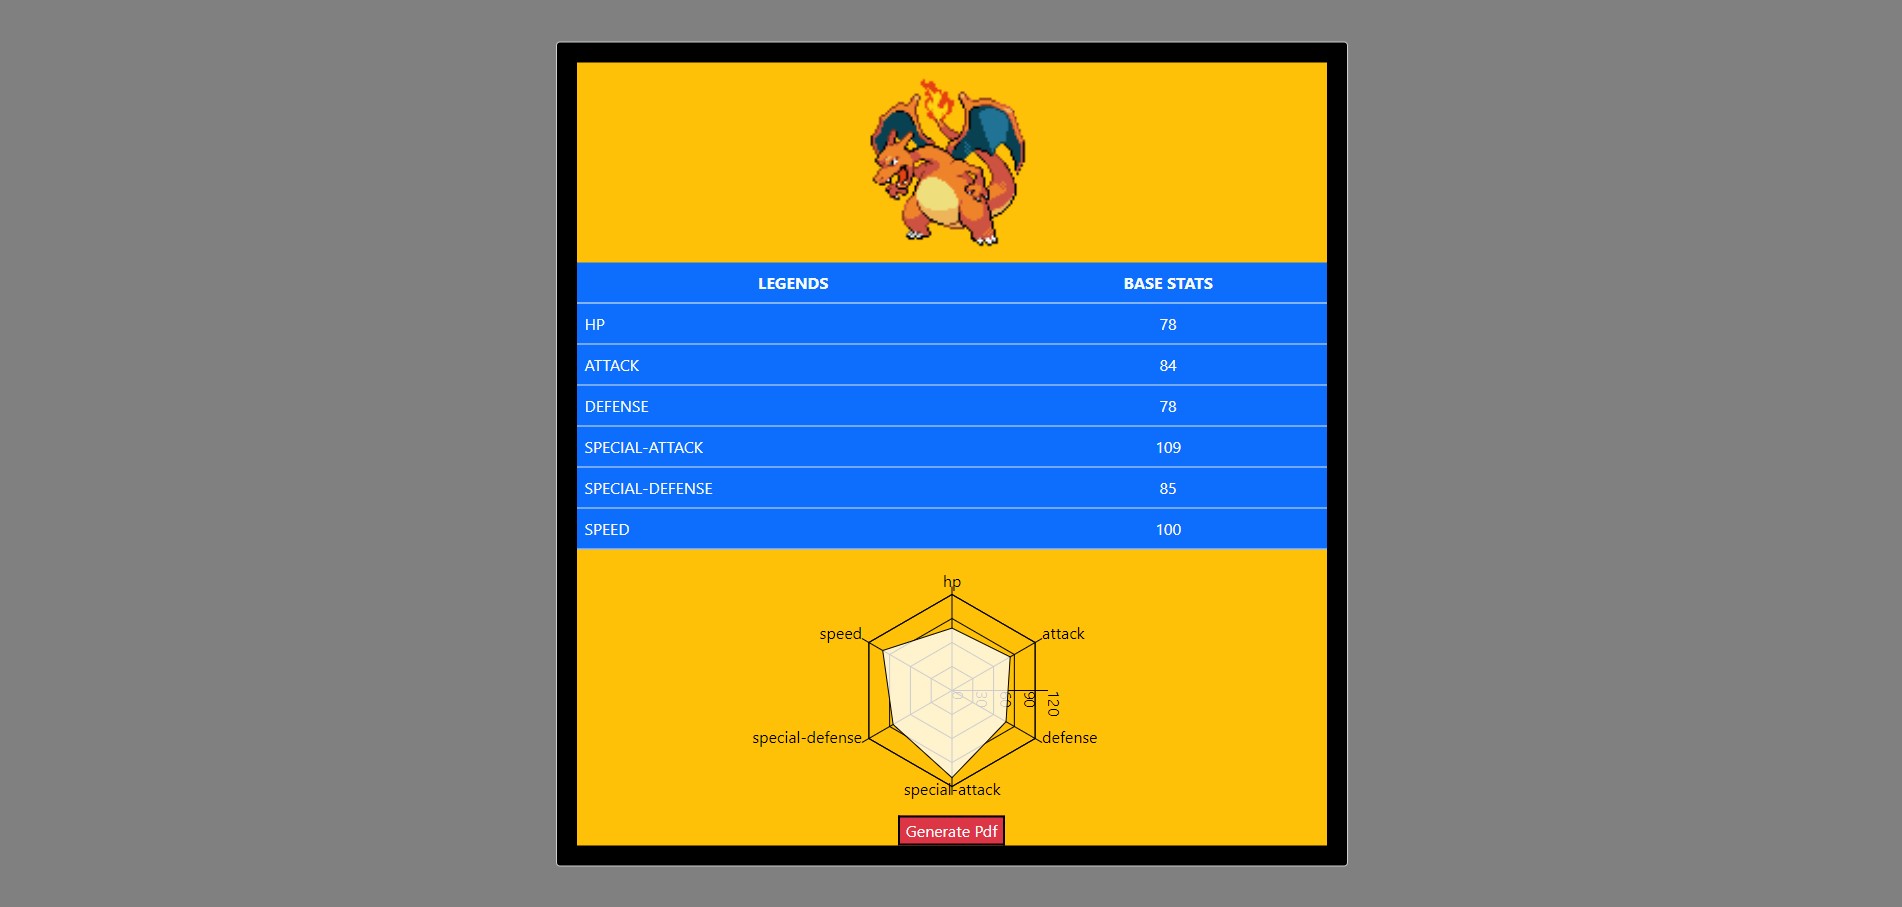 LEGENDS BASE STATS
HP 78
ATTACK 84
DEFENSE 78
SPECIAL-ATTACK 109
SPECIAL-DEFENSE 85
SPEED 100
hp
speed attack
0 30 60 90 120
special-defense defense
special-attack
Generate Pdf